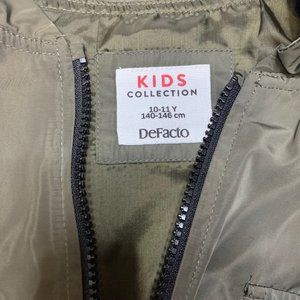 KIDS
COLLECTION
10-11 Y
140-146 cm
DeFacto